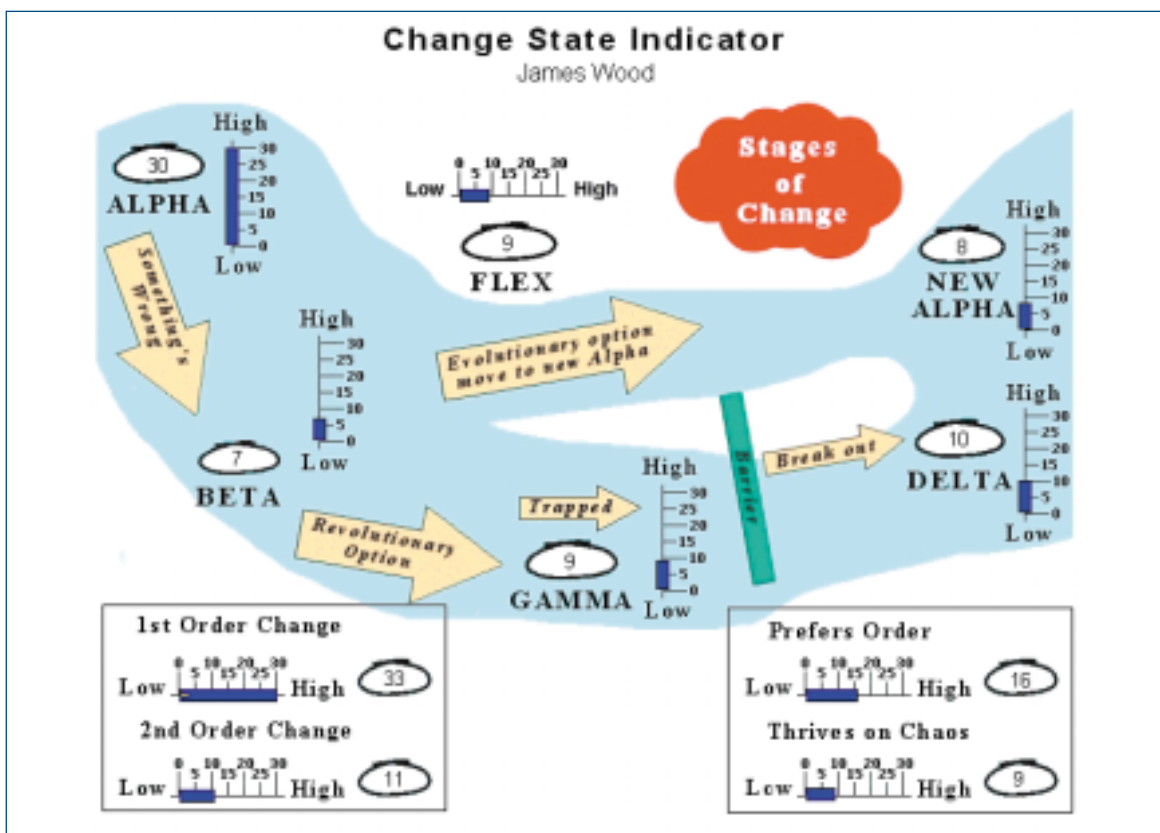 Change State Indicator
James Wood
High
30
25
20
15
10
5
0
Low
30
ALPHA
Something's
Wrong
0 5 10 15 20 25 30
Low High
9
FLEX
Stages
of
Change
High
30
25
20
15
10
5
0
Low
8
NEW
ALPHA
High
30
25
20
15
10
5
0
Low
7
BETA
Evolutionary option
move to new Alpha
Barrier
Break out
High
30
25
20
15
10
5
0
Low
10
DELTA
Revolutionary
Option
Trapped
High
30
25
20
15
10
5
0
Low
9
GAMMA
1st Order Change
0 5 10 15 20 25 30
Low High
33
2nd Order Change
0 5 10 15 20 25 30
Low High
11
Prefers Order
0 5 10 15 20 25 30
Low High
16
Thrives on Chaos
0 5 10 15 20 25 30
Low High
9